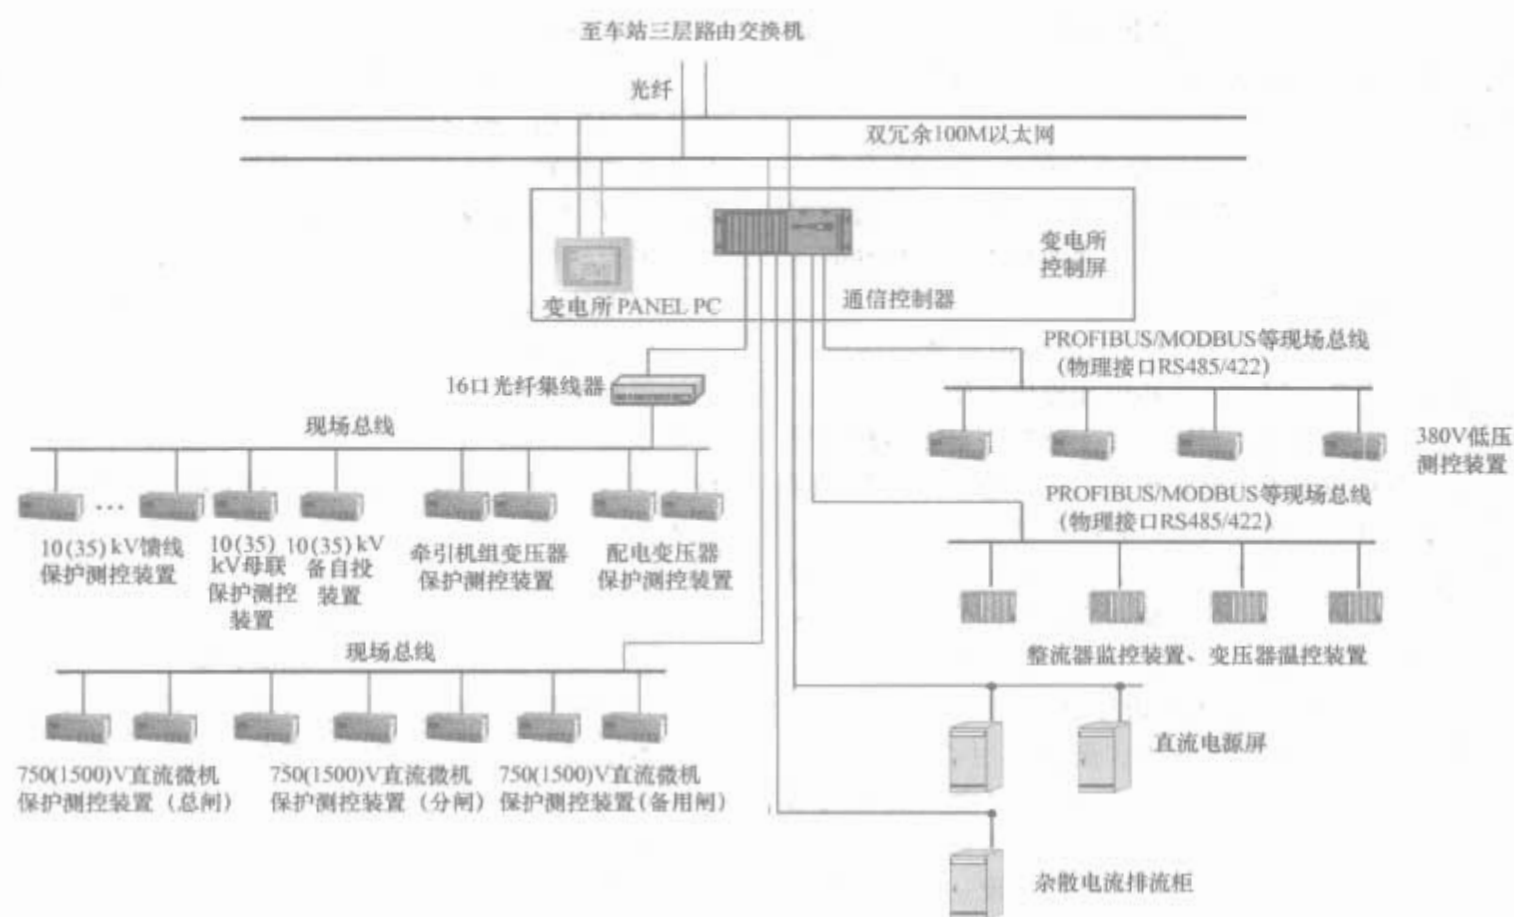 至车站三层路由交换机
光纤
双冗余100M以太网
变电所
控制屏
变电所 PANEL PC
通信控制器
PROFIBUS/MODBUS等现场总线
(物理接口RS485/422)
16口光纤集线器
现场总线
380V低压
测控装置
…
10(35) kV馈线
保护测控装置
10(35)
kV母联
保护测控
装置
10(35) kV
备自投
装置
牵引机组变压器
保护测控装置
配电变压器
保护测控装置
PROFIBUS/MODBUS等现场总线
(物理接口RS485/422)
整流器监控装置、变压器温控装置
现场总线
750(1500)V直流微机
保护测控装置(总闸)
750(1500)V直流微机
保护测控装置(分闸)
750(1500)V直流微机
保护测控装置(备用闸)
直流电源屏
杂散电流排流柜